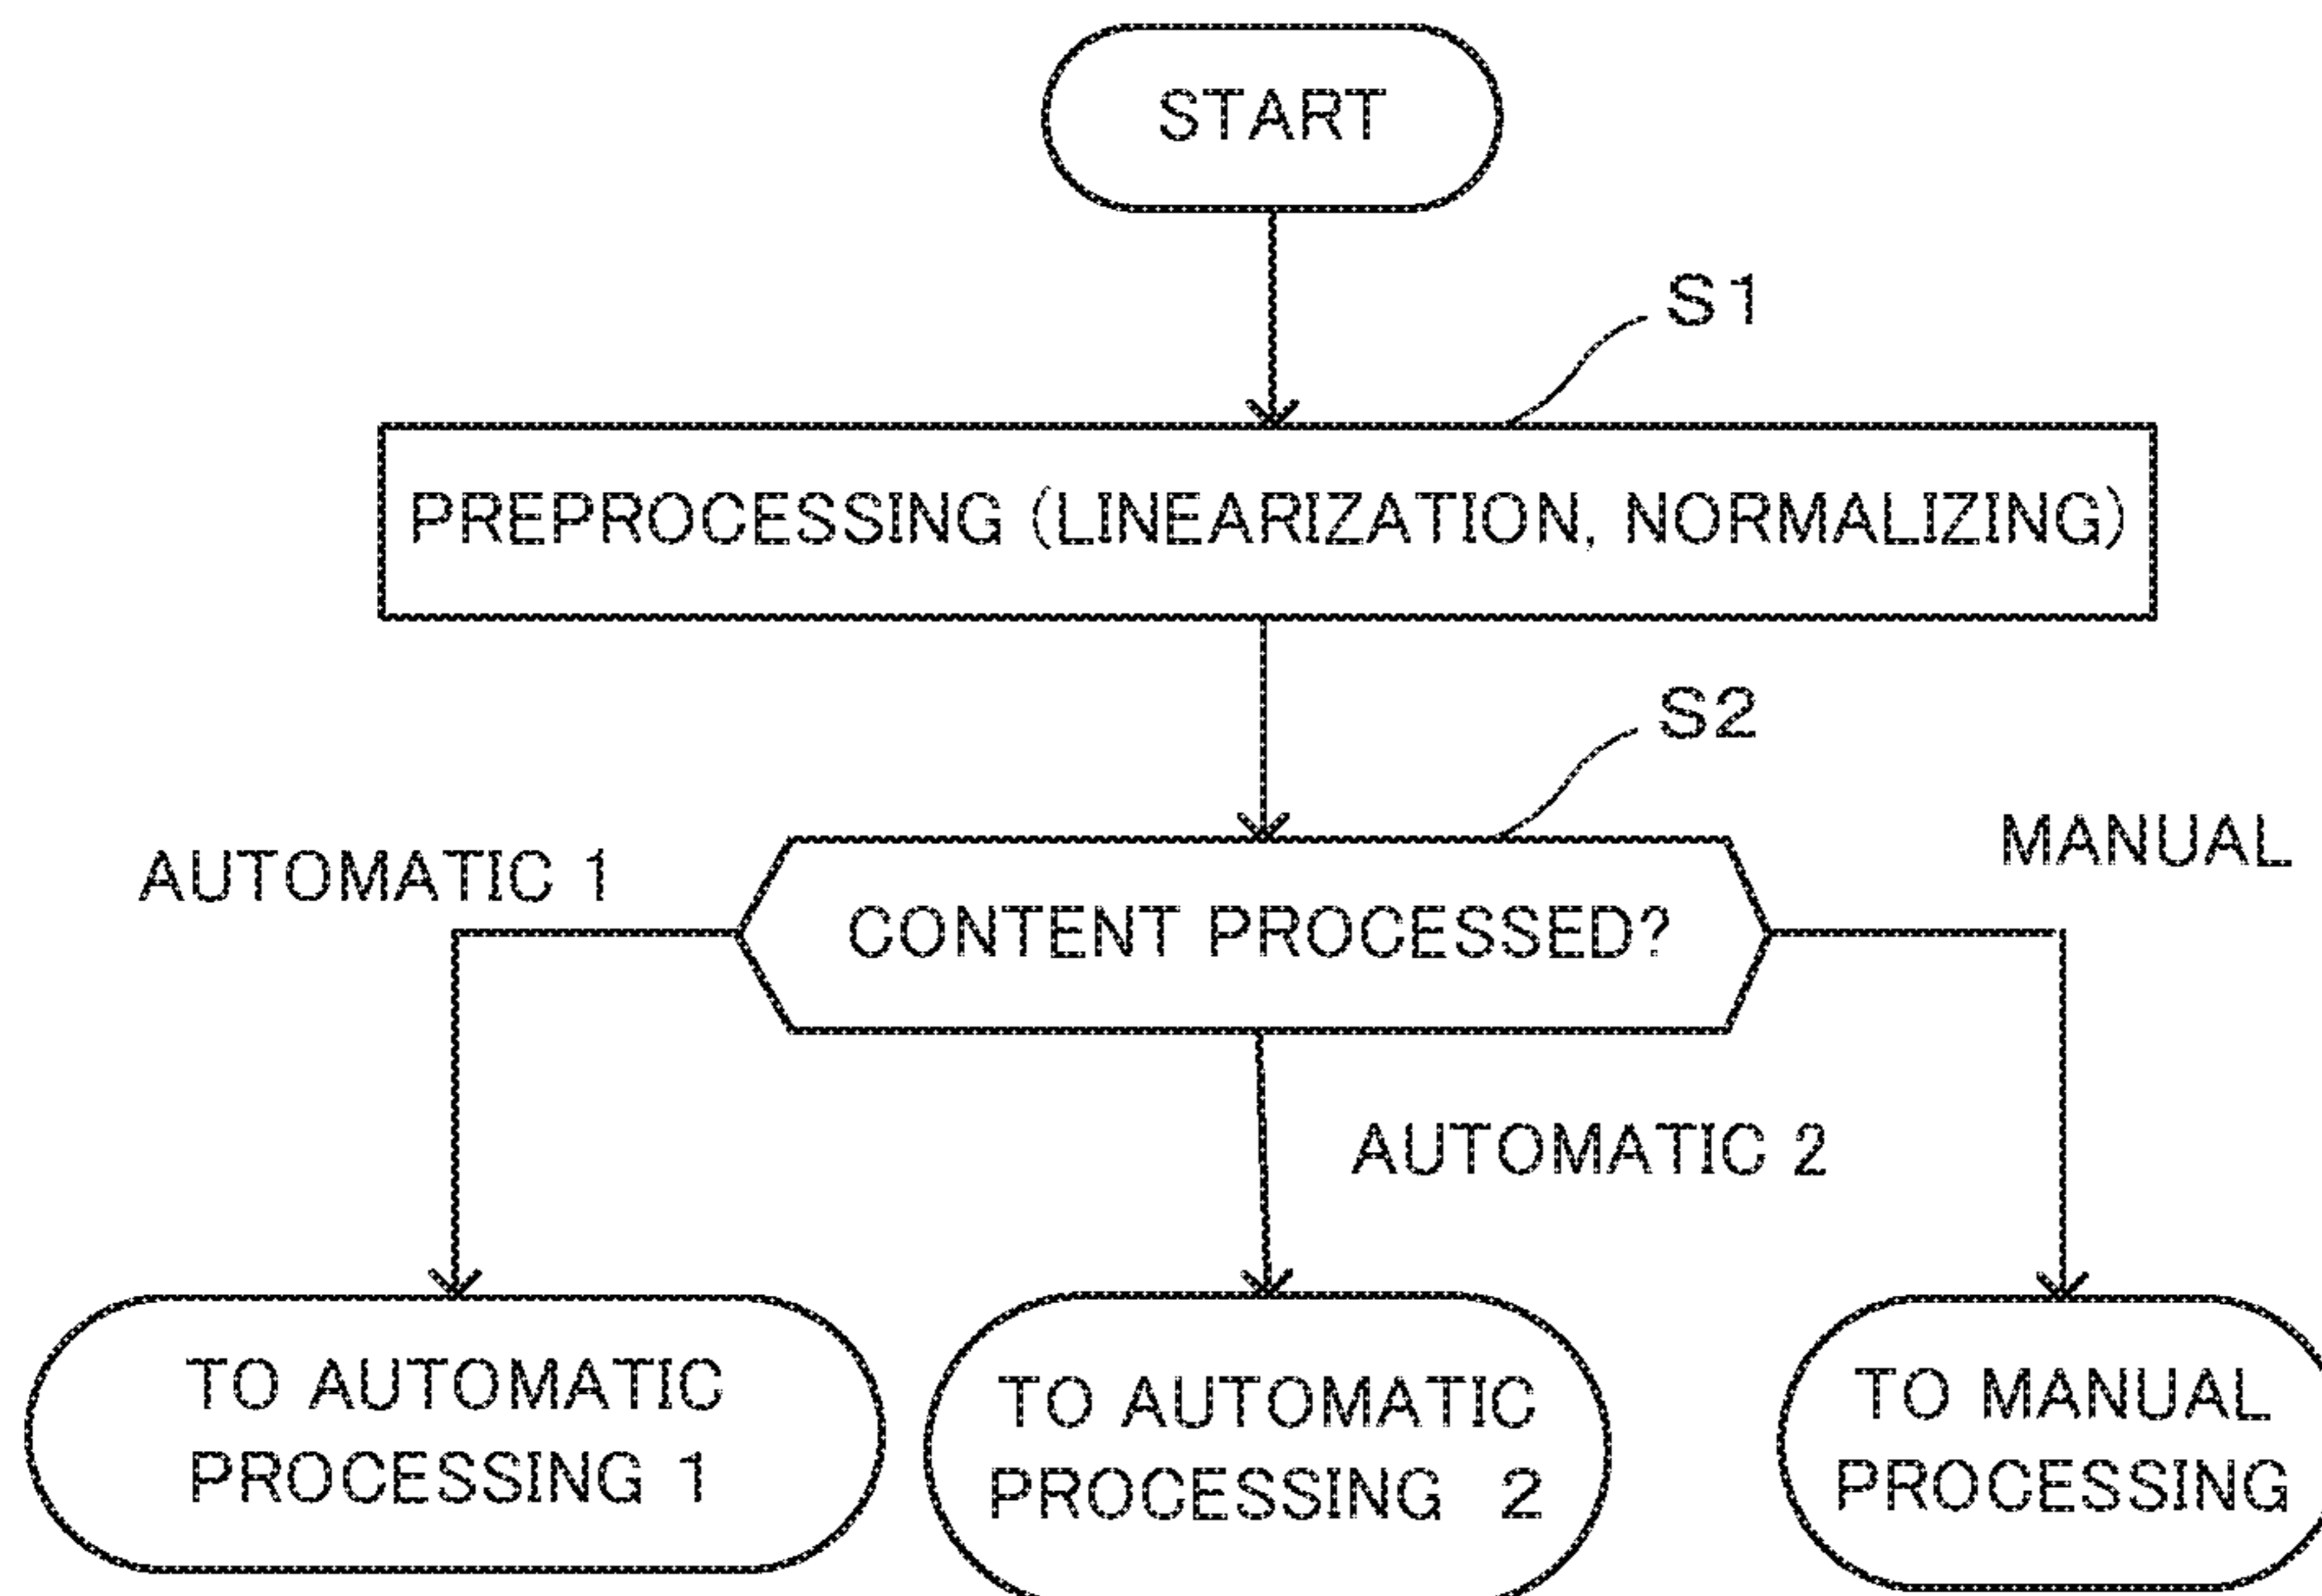 START
S1
PREPROCESSING (LINEARIZATION, NORMALIZING)
S2
AUTOMATIC 1
CONTENT PROCESSED?
MANUAL
AUTOMATIC 2
TO AUTOMATIC
PROCESSING 1
TO AUTOMATIC
PROCESSING 2
TO MANUAL
PROCESSING